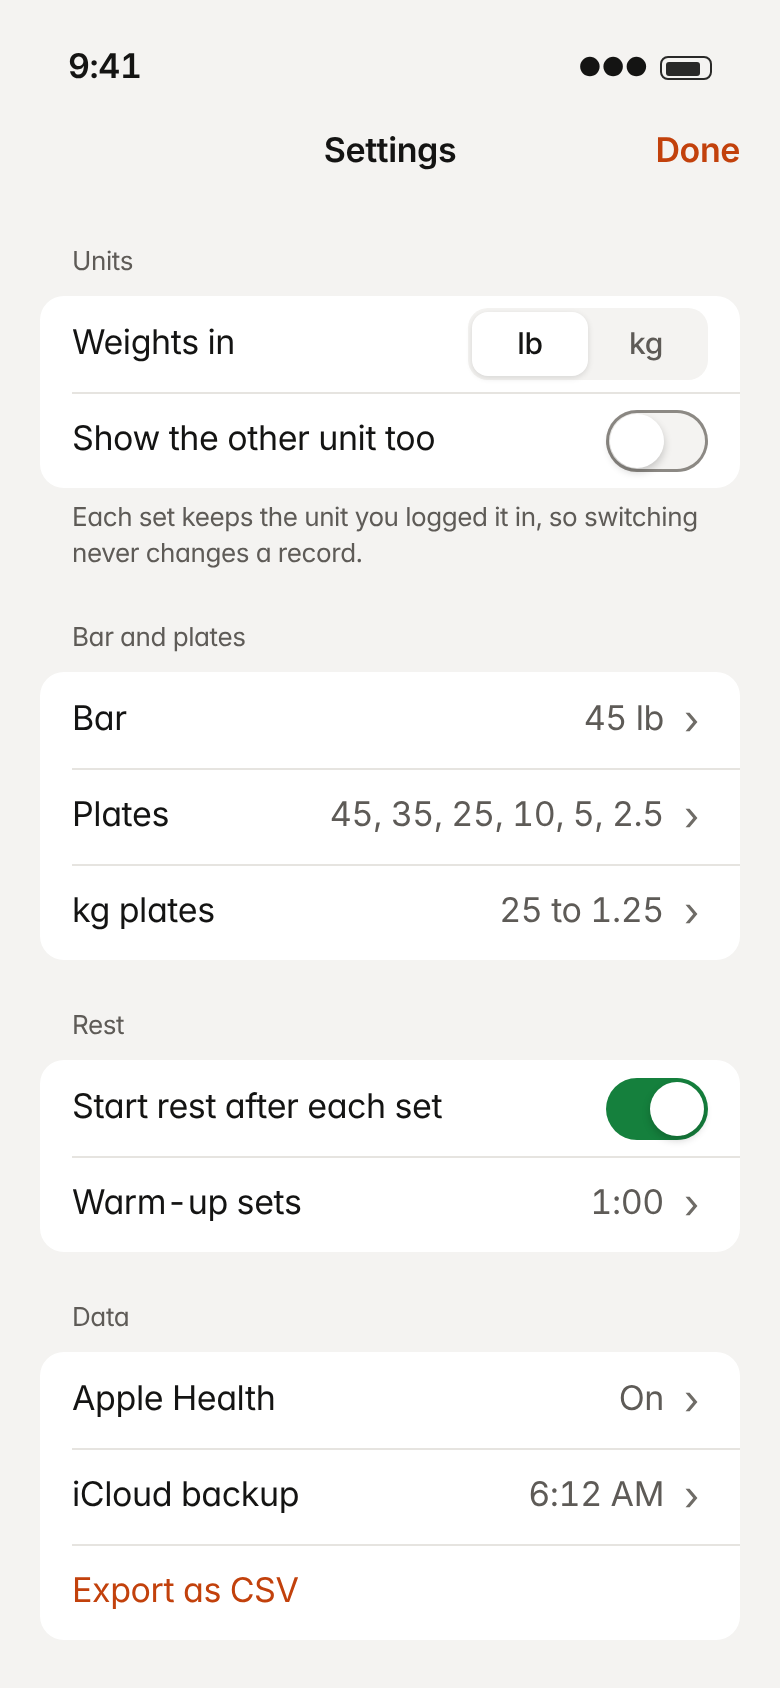 9:41
Settings
Done
Units
Weights in
lb
kg
Show the other unit too
Each set keeps the unit you logged it in, so switching
never changes a record.
Bar and plates
Bar
45 lb
Plates
45, 35, 25, 10, 5, 2.5
kg plates
25 to 1.25
Rest
Start rest after each set
Warm-up sets
1:00
Data
Apple Health
On
iCloud backup
6:12 AM
Export as CSV